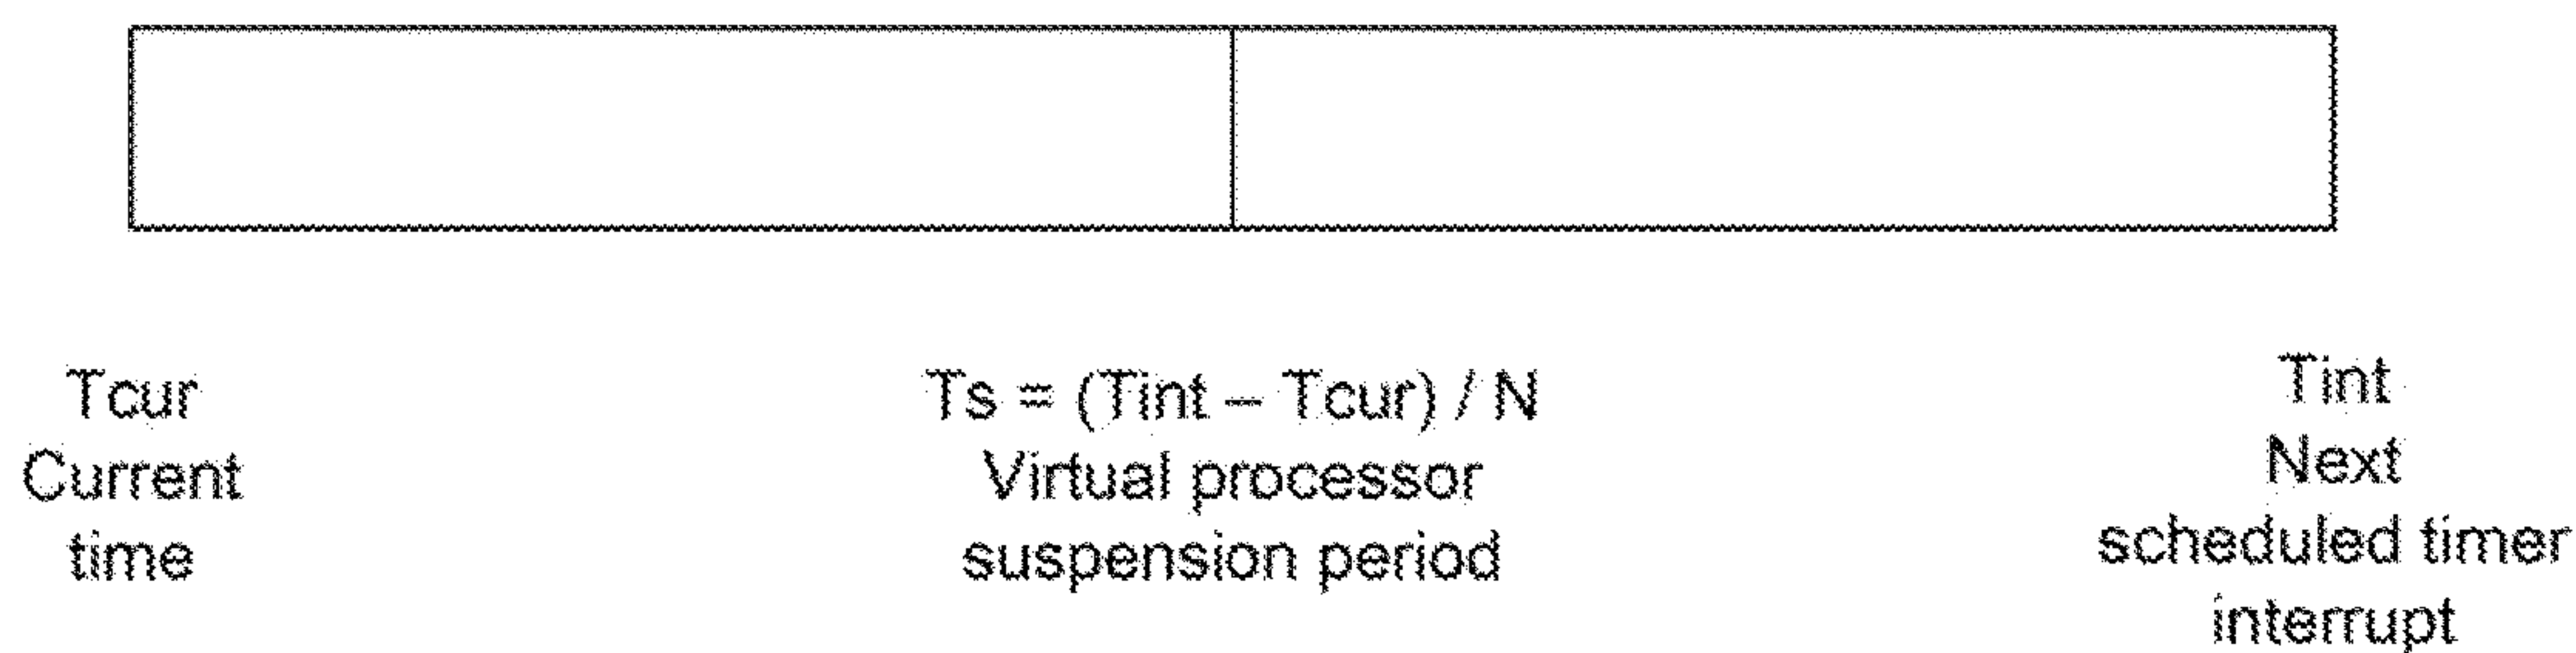 Tcur
Current
time
Ts = (Tint – Tcur) / N
Virtual processor
suspension period
Tint
Next
scheduled timer
interrupt